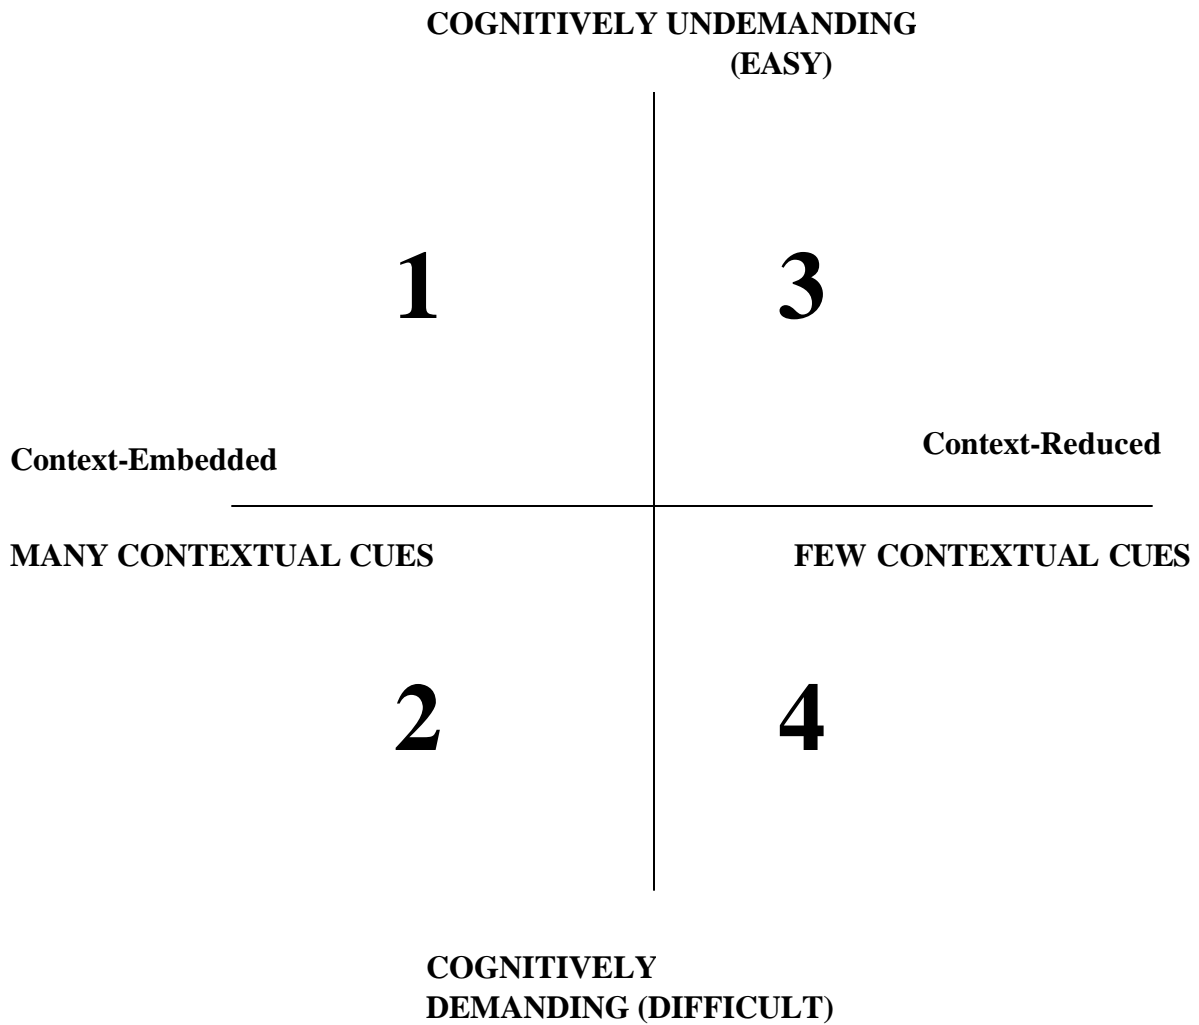 COGNITIVELY UNDEMANDING
(EASY)
1
3
Context-Embedded
Context-Reduced
MANY CONTEXTUAL CUES
FEW CONTEXTUAL CUES
2
4
COGNITIVELY
DEMANDING (DIFFICULT)